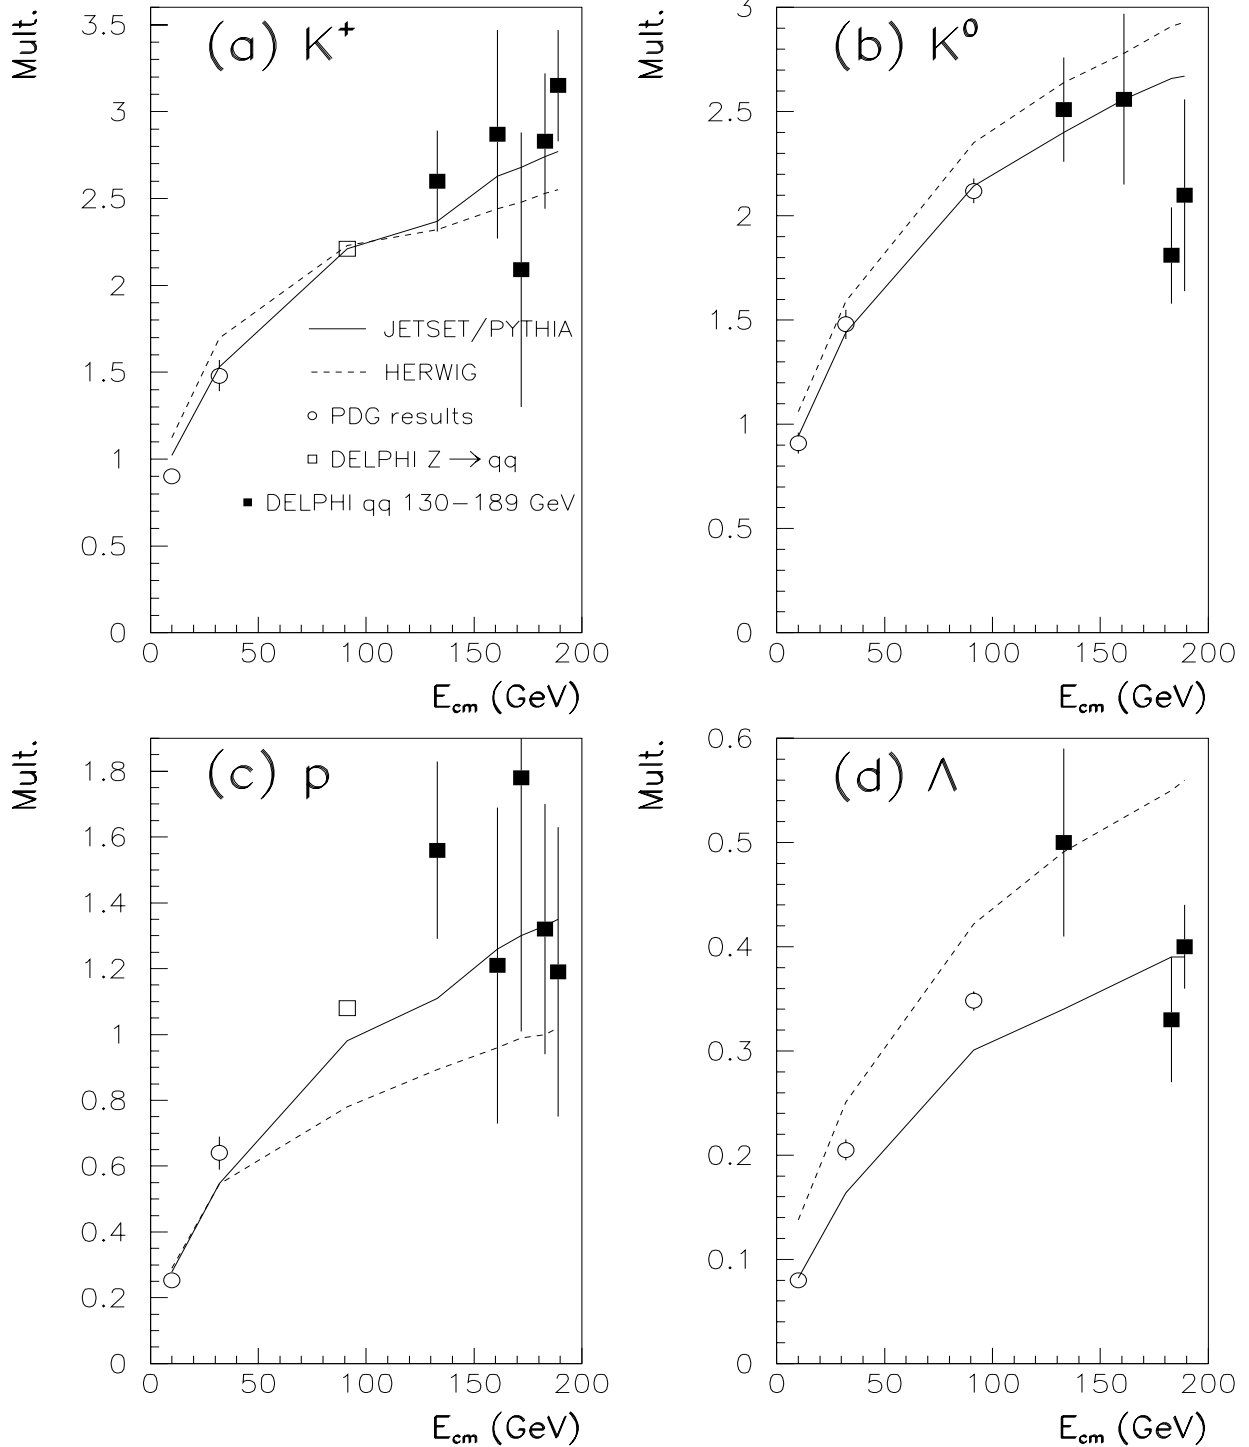 Mult.
(a) K+
3.5
3
2.5
2
1.5
1
0.5
0
JETSET/PYTHIA
HERWIG
PDG results
DELPHI Z → qq
DELPHI qq 130–189 GeV
0 50 100 150 200
Ecm (GeV)
Mult.
(b) K0
3
2.5
2
1.5
1
0.5
0
0 50 100 150 200
Ecm (GeV)
Mult.
(c) p
1.8
1.6
1.4
1.2
1
0.8
0.6
0.4
0.2
0
0 50 100 150 200
Ecm (GeV)
Mult.
(d) Λ
0.6
0.5
0.4
0.3
0.2
0.1
0
0 50 100 150 200
Ecm (GeV)